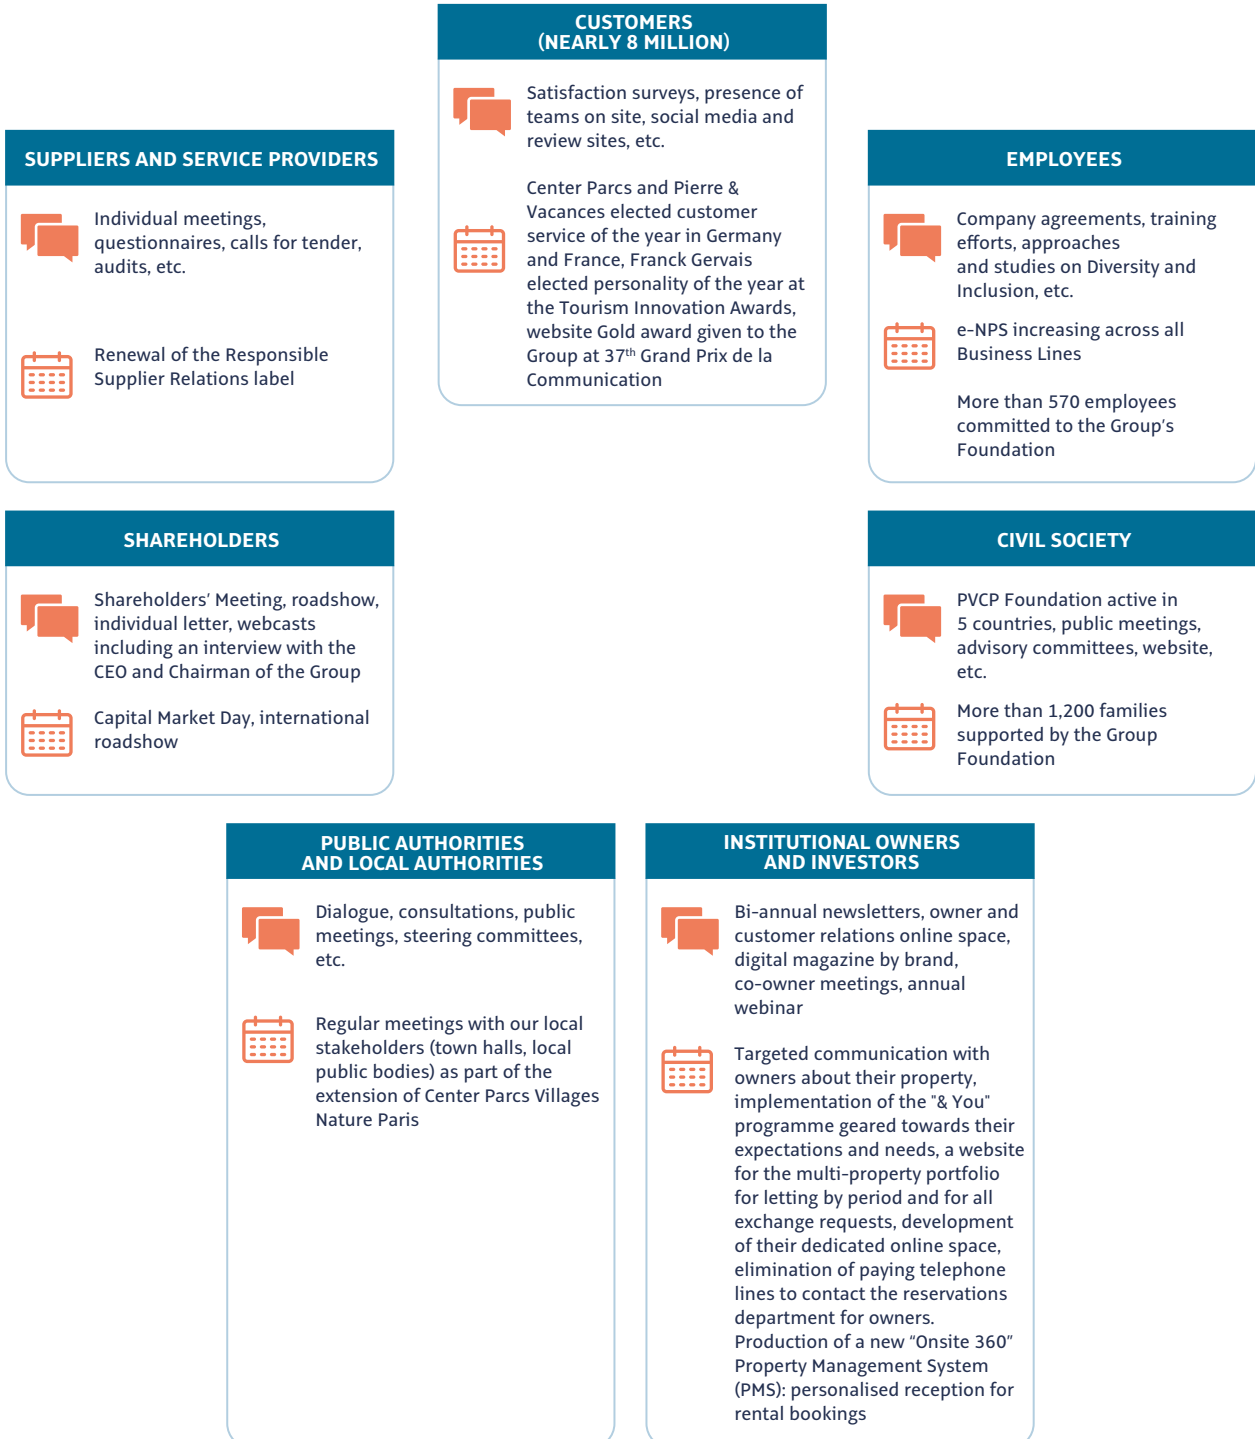 CUSTOMERS
(NEARLY 8 MILLION)
Satisfaction surveys, presence of
teams on site, social media and
review sites, etc.
Center Parcs and Pierre &
Vacances elected customer
service of the year in Germany
and France, Franck Gervais
elected personality of the year at
the Tourism Innovation Awards,
website Gold award given to the
Group at 37th Grand Prix de la
Communication
SUPPLIERS AND SERVICE PROVIDERS
Individual meetings,
questionnaires, calls for tender,
audits, etc.
Renewal of the Responsible
Supplier Relations label
EMPLOYEES
Company agreements, training
efforts, approaches
and studies on Diversity and
Inclusion, etc.
e-NPS increasing across all
Business Lines
More than 570 employees
committed to the Group's
Foundation
SHAREHOLDERS
Shareholders' Meeting, roadshow,
individual letter, webcasts
including an interview with the
CEO and Chairman of the Group
Capital Market Day, international
roadshow
CIVIL SOCIETY
PVCP Foundation active in
5 countries, public meetings,
advisory committees, website,
etc.
More than 1,200 families
supported by the Group
Foundation
PUBLIC AUTHORITIES
AND LOCAL AUTHORITIES
Dialogue, consultations, public
meetings, steering committees,
etc.
Regular meetings with our local
stakeholders (town halls, local
public bodies) as part of the
extension of Center Parcs Villages
Nature Paris
INSTITUTIONAL OWNERS
AND INVESTORS
Bi-annual newsletters, owner and
customer relations online space,
digital magazine by brand,
co-owner meetings, annual
webinar
Targeted communication with
owners about their property,
implementation of the "& You"
programme geared towards their
expectations and needs, a website
for the multi-property portfolio
for letting by period and for all
exchange requests, development
of their dedicated online space,
elimination of paying telephone
lines to contact the reservations
department for owners.
Production of a new “Onsite 360”
Property Management System
(PMS): personalised reception for
rental bookings